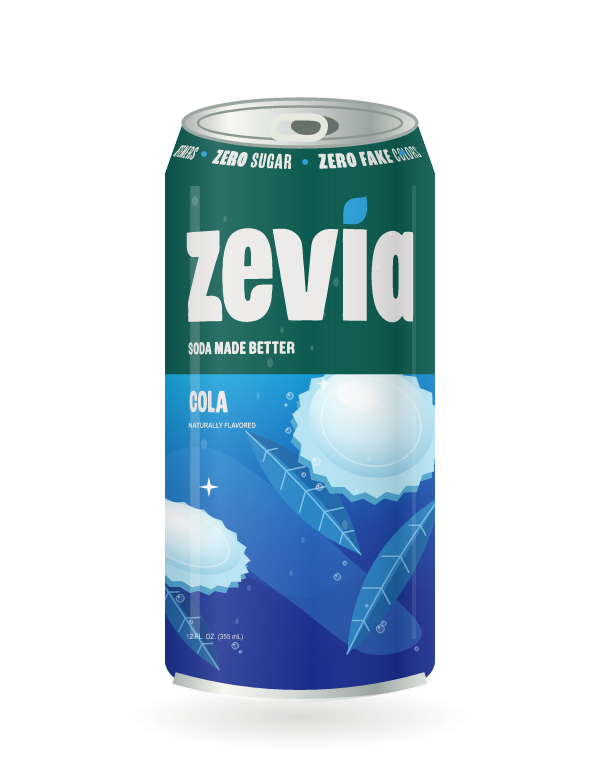 ZERO SUGAR • ZERO FAKE COLORS
zevia
SODA MADE BETTER
COLA
NATURALLY FLAVORED
12 FL. OZ. (355 mL)